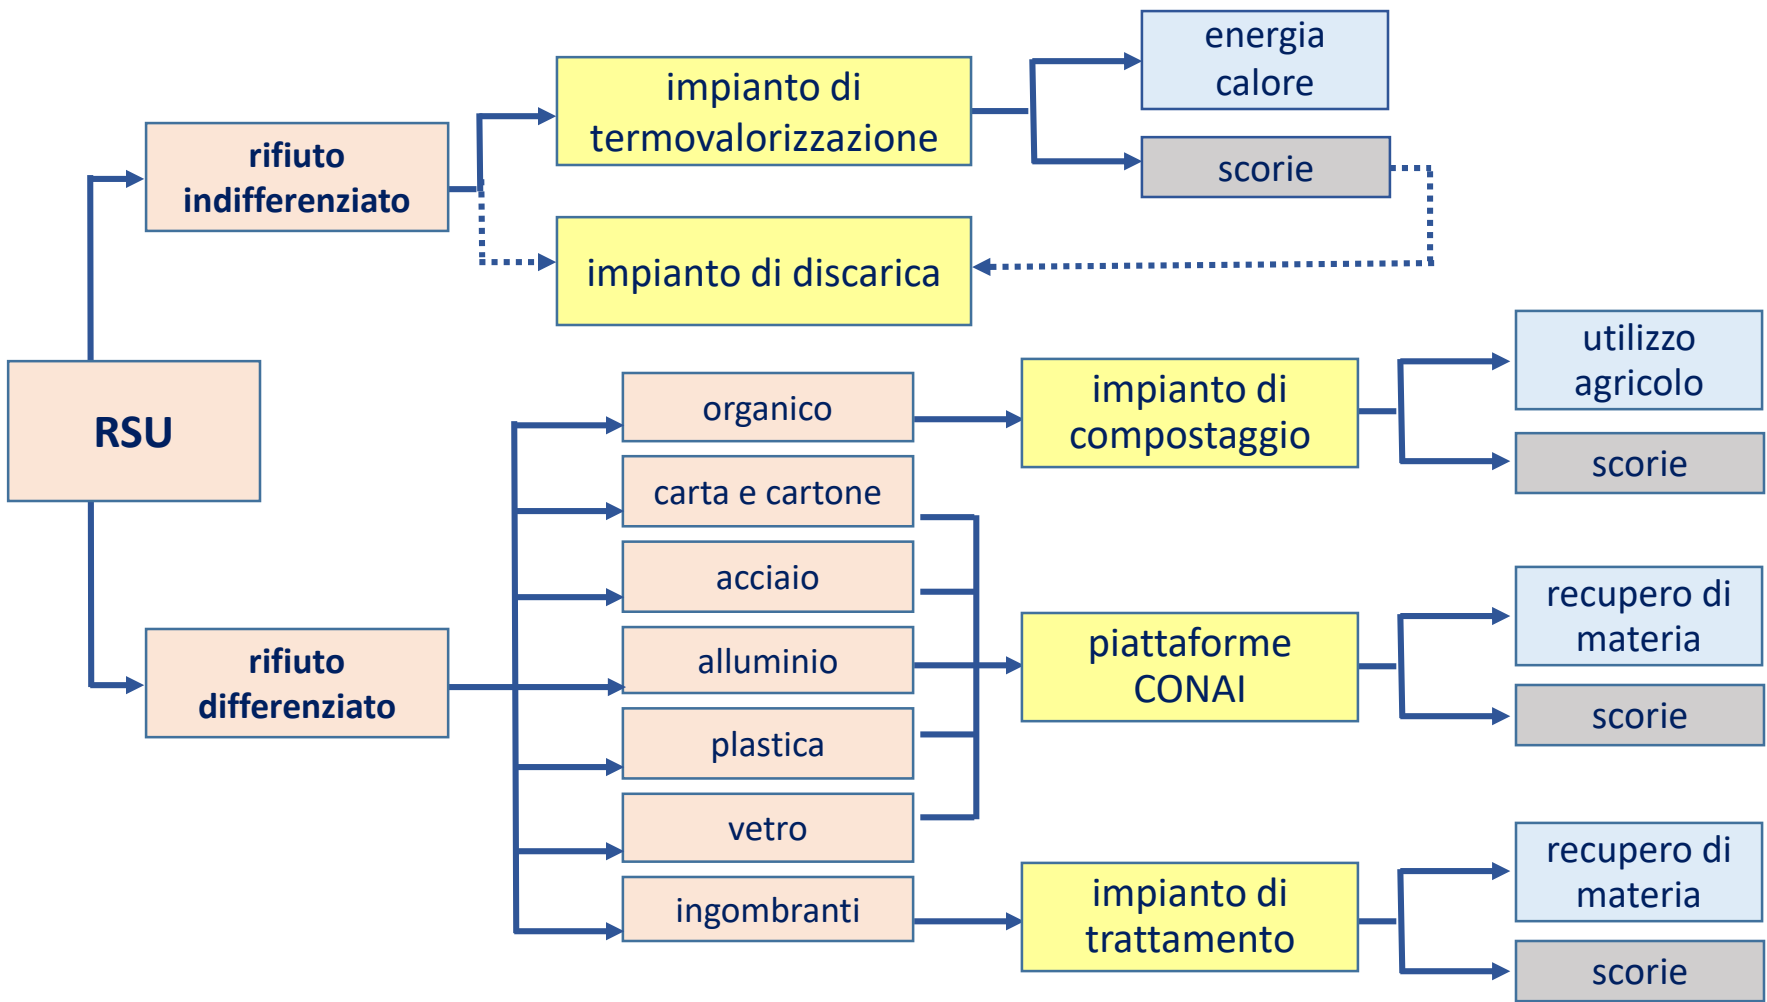 energia
calore
impianto di
termovalorizzazione
rifiuto
indifferenziato
scorie
impianto di discarica
RSU
utilizzo
agricolo
organico
impianto di
compostaggio
scorie
carta e cartone
acciaio
recupero di
materia
alluminio
piattaforme
CONAI
rifiuto
differenziato
scorie
plastica
vetro
recupero di
materia
ingombranti
impianto di
trattamento
scorie